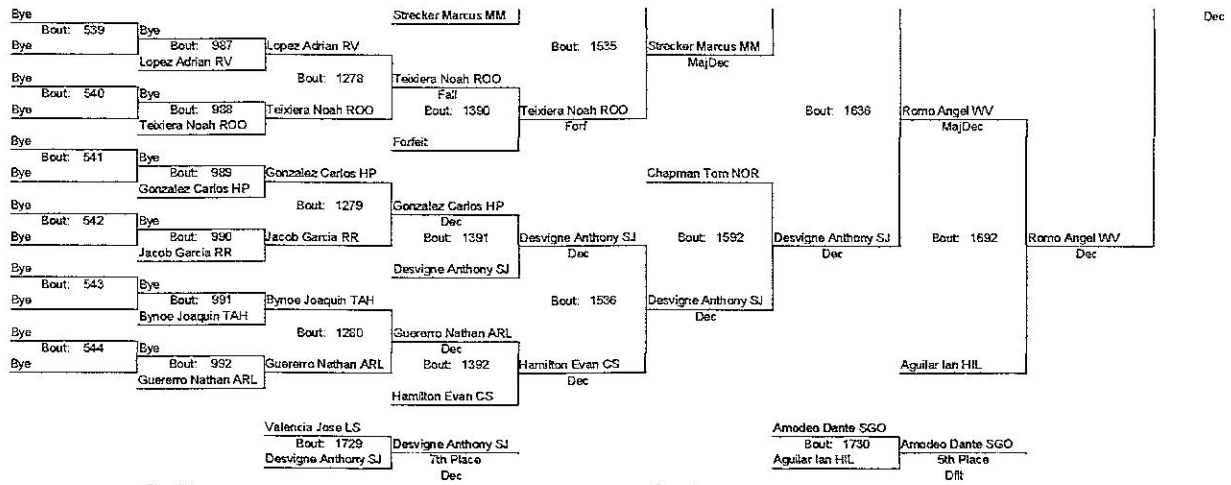 Bye
Strecker Marcus MM
Dec
Bout: 539
Bye
Bye
Bout: 987
Lopez Adrian RV
Bout: 1535
Strecker Marcus MM
Lopez Adrian RV
MajDec
Bye
Bout: 1278
Teixiera Noah ROO
Bout: 540
Bye
Fall
Bye
Bout: 988
Teixiera Noah ROO
Bout: 1390
Teixiera Noah ROO
Bout: 1636
Romo Angel WV
Teixiera Noah ROO
Forf
MajDec
Bye
Forfeit
Bout: 541
Bye
Bye
Bout: 989
Gonzalez Carlos HP
Chapman Tom NOR
Gonzalez Carlos HP
Bye
Bout: 1279
Gonzalez Carlos HP
Bout: 542
Bye
Dec
Bye
Bout: 990
Jacob Garcia RR
Bout: 1391
Desvigne Anthony SJ
Bout: 1592
Desvigne Anthony SJ
Bout: 1692
Romo Angel WV
Jacob Garcia RR
Dec
Dec
Dec
Bye
Desvigne Anthony SJ
Bout: 543
Bye
Bye
Bout: 991
Bynoe Joaquin TAH
Bout: 1536
Desvigne Anthony SJ
Bynoe Joaquin TAH
Dec
Bye
Bout: 1280
Guererro Nathan ARL
Bout: 544
Bye
Dec
Bye
Bout: 992
Guererro Nathan ARL
Bout: 1392
Hamilton Evan CS
Aguilar Ian HIL
Guererro Nathan ARL
Dec
Hamilton Evan CS
Valencia Jose LS
Amodeo Dante SGO
Bout: 1729
Desvigne Anthony SJ
Bout: 1730
Amodeo Dante SGO
Desvigne Anthony SJ
7th Place
Aguilar Ian HIL
5th Place
Dec
Dflt